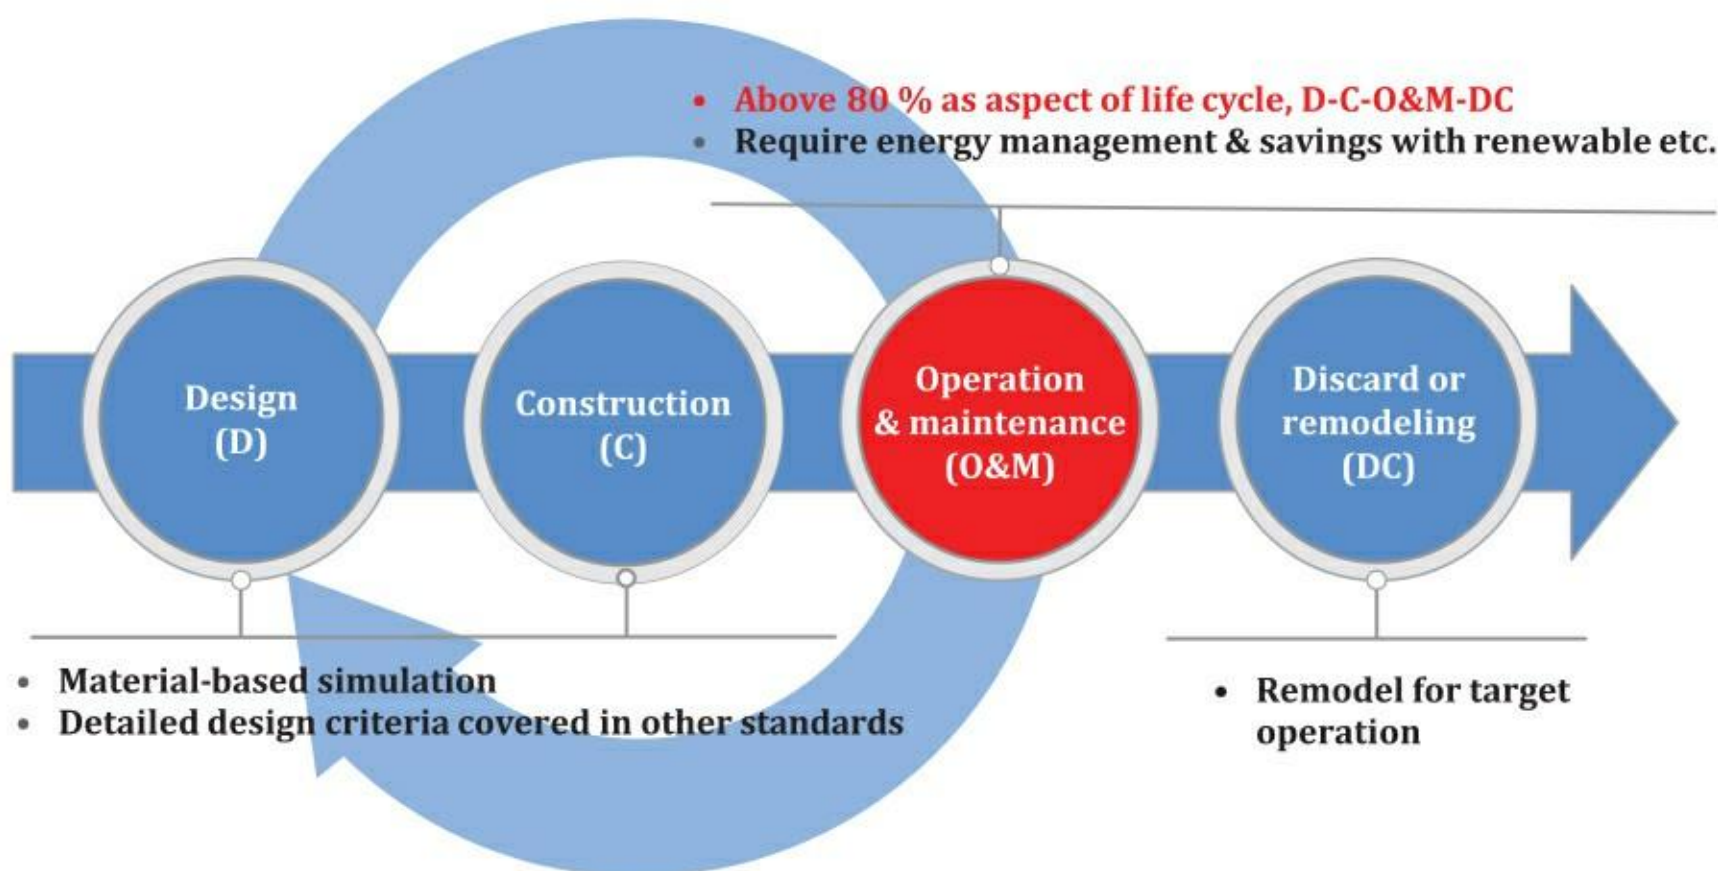 • Above 80 % as aspect of life cycle, D-C-O&M-DC
• Require energy management & savings with renewable etc.
Design
(D)
Construction
(C)
Operation
& maintenance
(O&M)
Discard or
remodeling
(DC)
• Material-based simulation
• Detailed design criteria covered in other standards
• Remodel for target
operation